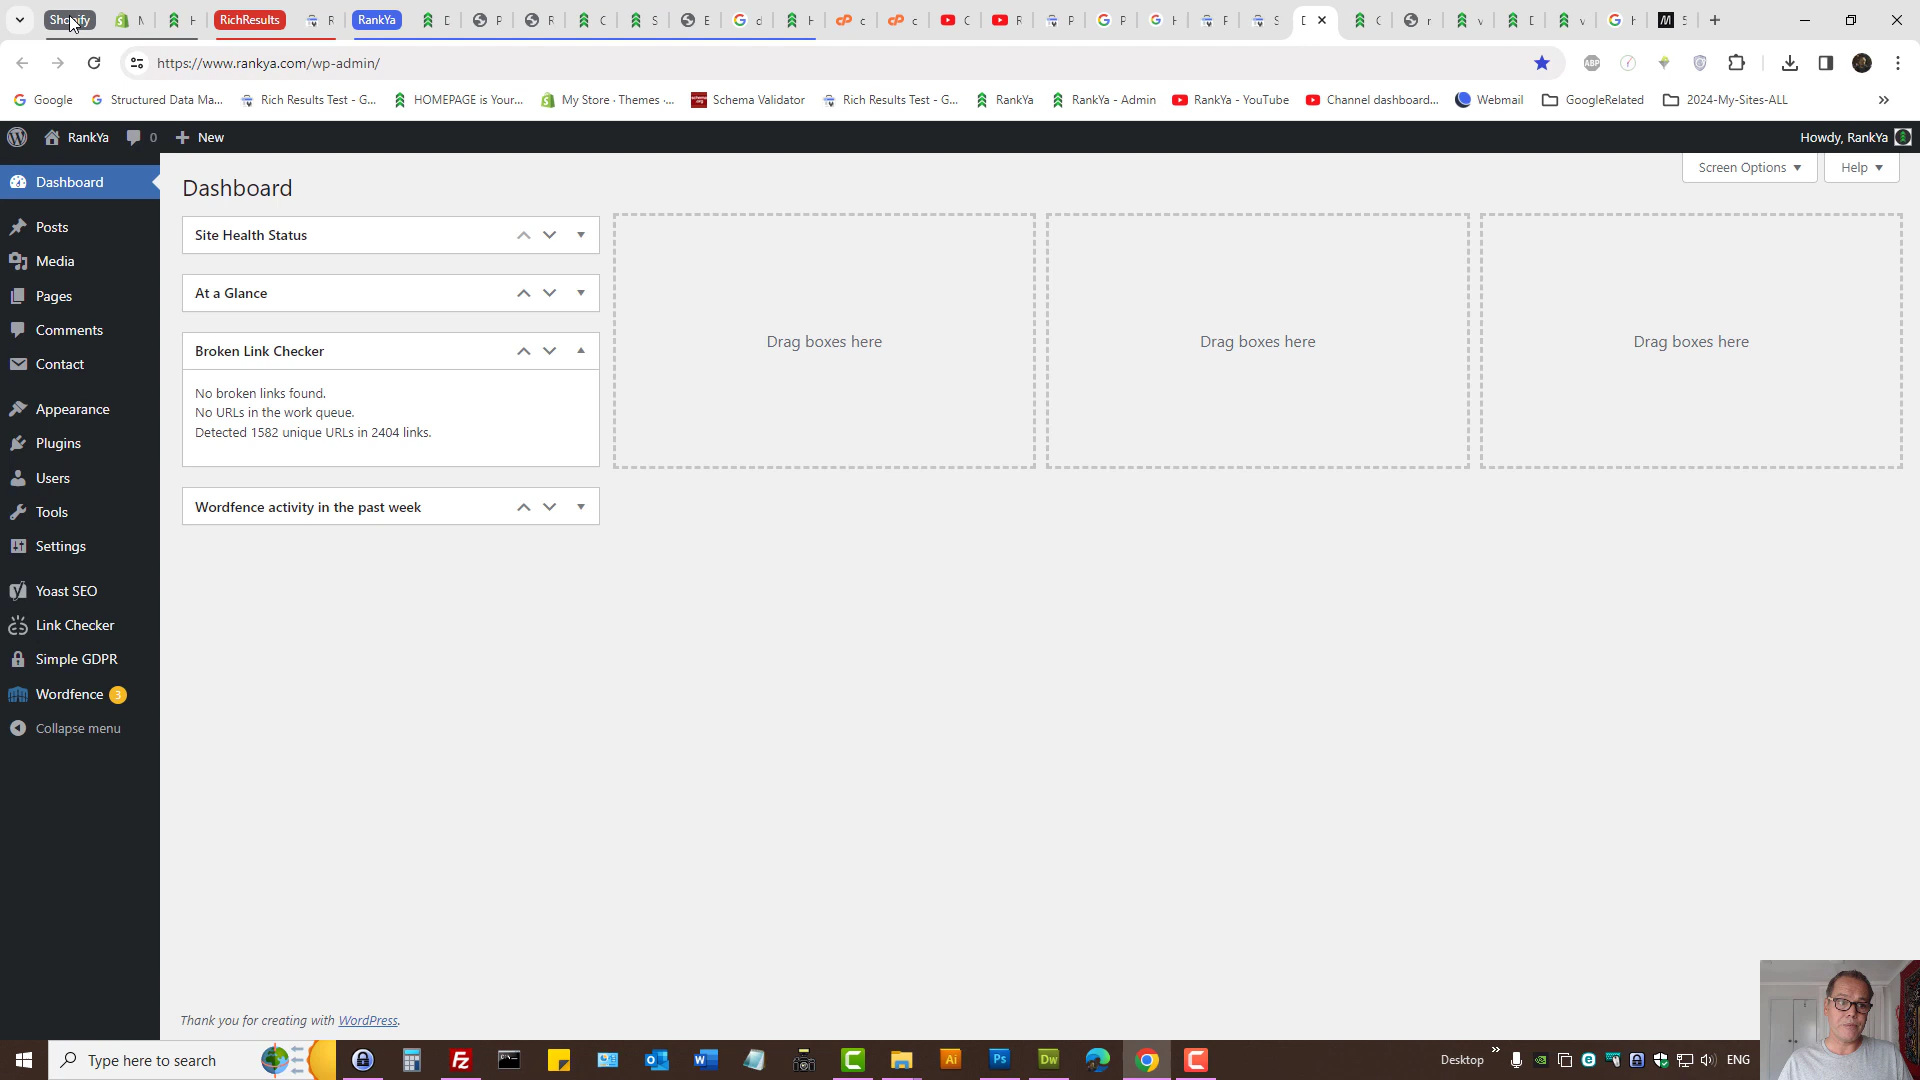 Shopify
M
H
RichResults
R
RankYa
D
P
R
C
S
E
d
H
c
c
C
R
P
P
H
F
S
D
C
r
v
D
v
H
5
https://www.rankya.com/wp-admin/
ABP
Google
Structured Data Ma...
Rich Results Test - G...
HOMEPAGE is Your...
My Store · Themes ·...
Schema Validator
Rich Results Test - G...
RankYa
RankYa - Admin
RankYa - YouTube
Channel dashboard...
Webmail
GoogleRelated
2024-My-Sites-ALL
RankYa
0
New
Howdy, RankYa
Dashboard
Posts
Media
Pages
Comments
Contact
Appearance
Plugins
Users
Tools
Settings
Yoast SEO
Link Checker
Simple GDPR
Wordfence 3
Collapse menu
Screen Options
Help
Dashboard
Site Health Status
At a Glance
Broken Link Checker
No broken links found.
No URLs in the work queue.
Detected 1582 unique URLs in 2404 links.
Wordfence activity in the past week
Drag boxes here
Drag boxes here
Drag boxes here
Thank you for creating with WordPress.
Type here to search
Desktop
ENG